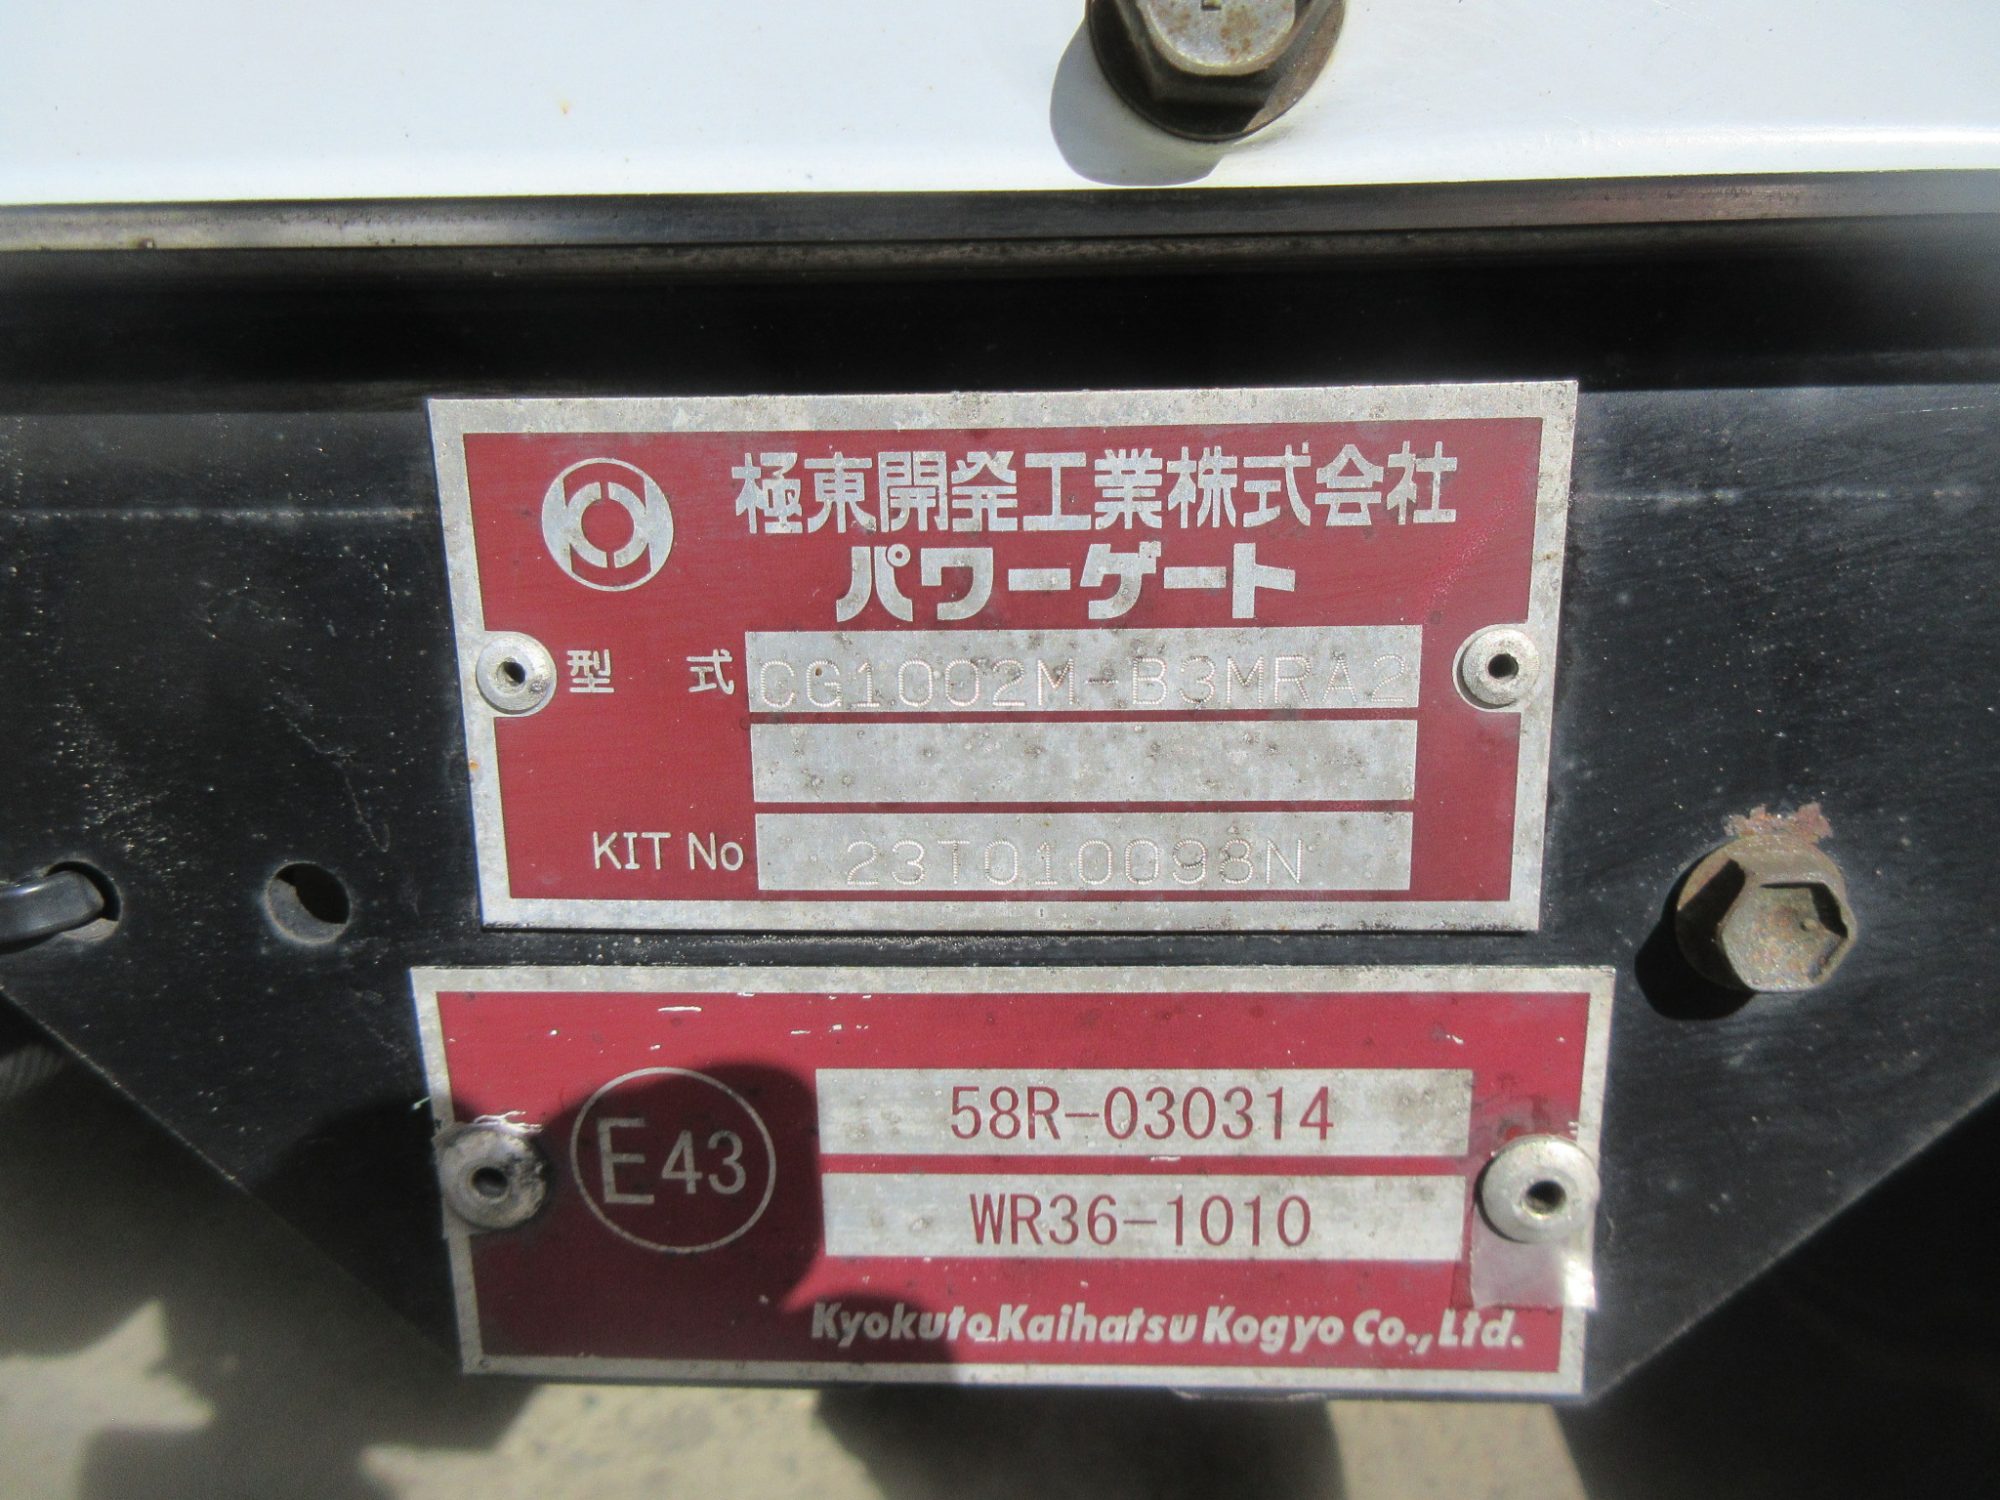 極東開発工業株式会社
パワーゲート
型 式 CG1002M-B3MRA2
KIT No 23T010098N
58R-030314
E43
WR36-1010
Kyokuto Kaihatsu Kogyo Co., Ltd.